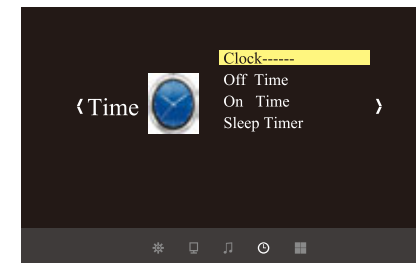 Time
Clock------
Off Time
On Time
Sleep Timer